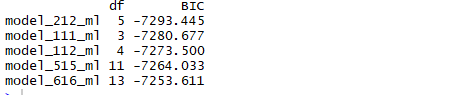 df BIC
model_212_ml 5 -7293.445
model_111_ml 3 -7280.677
model_112_ml 4 -7273.500
model_515_ml 11 -7264.033
model_616_ml 13 -7253.611